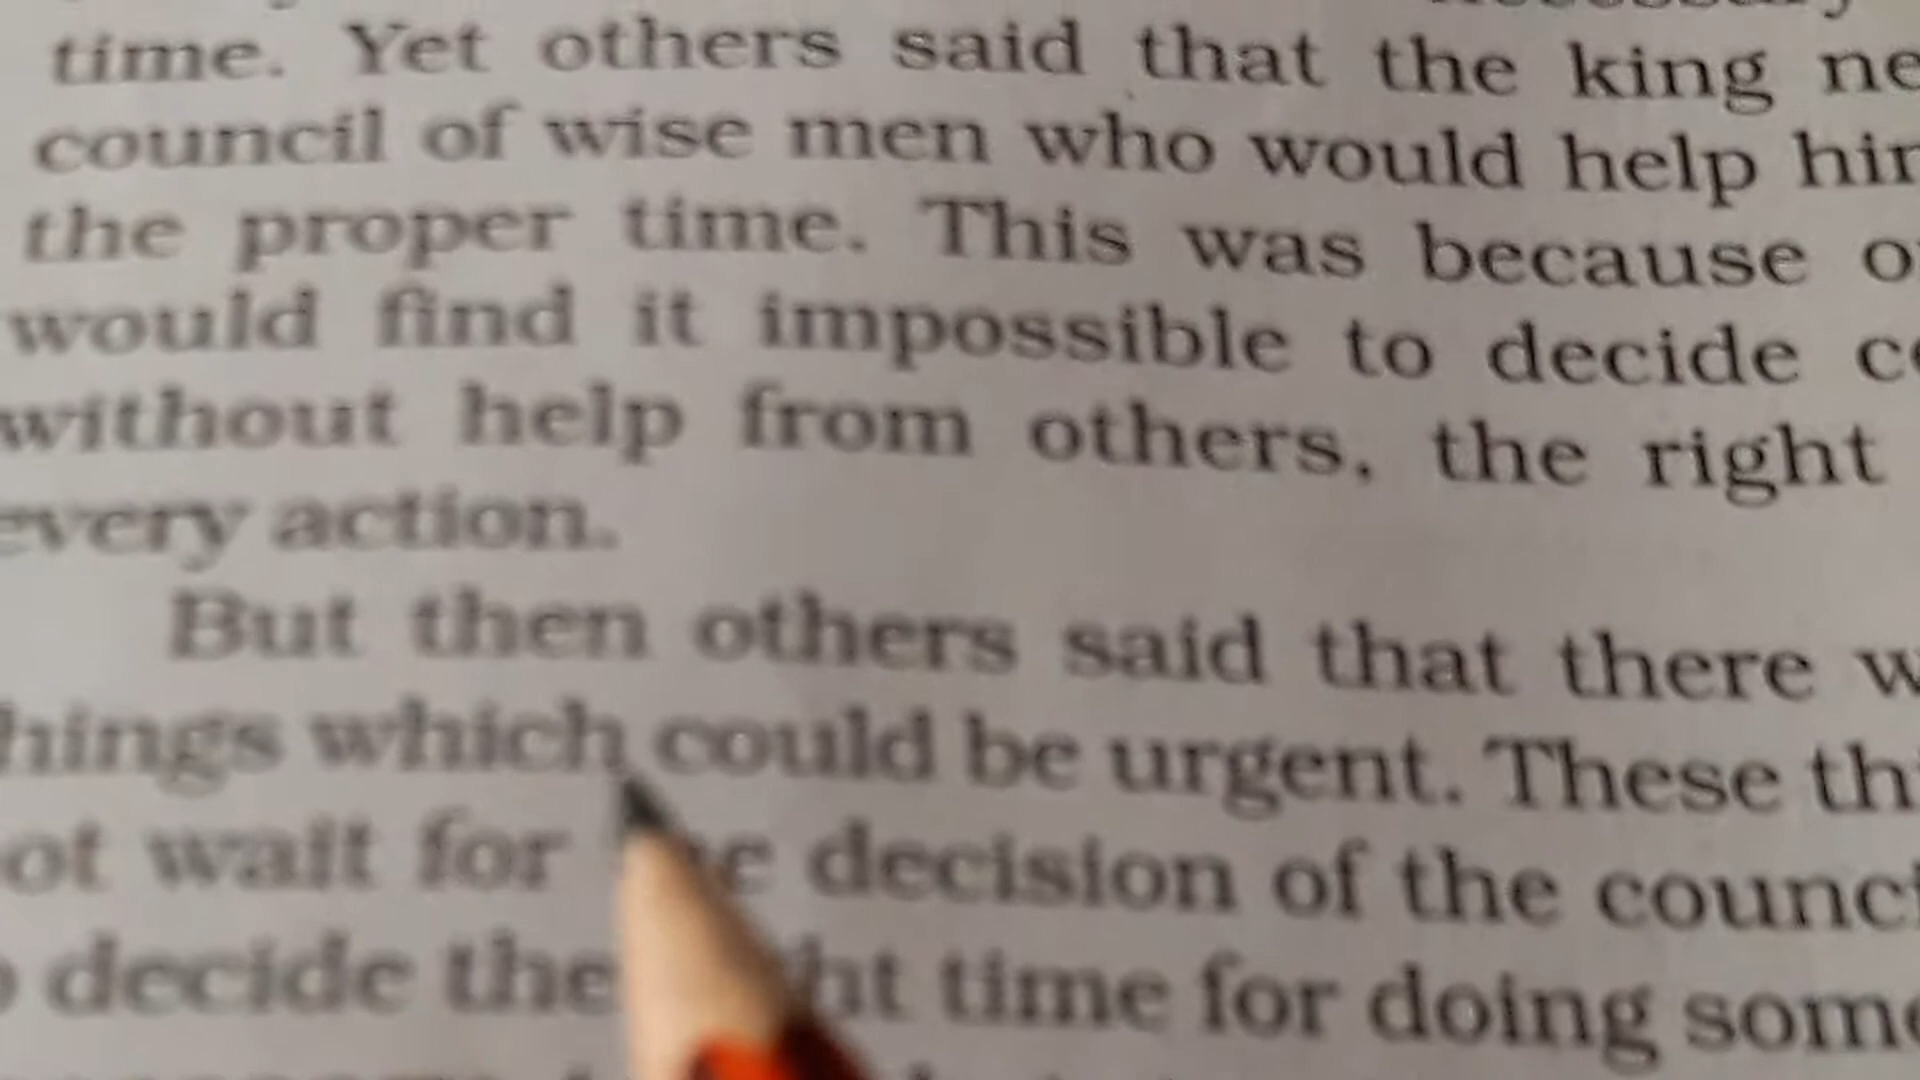 necessary
time. Yet others said that the king ne
council of wise men who would help hi
the proper time. This was because o
would find it impossible to decide c
without help from others, the right
every action.
But then others said that there w
hings which could be urgent. These th
ot wait for decision of the counc
decide the ht time for doing some